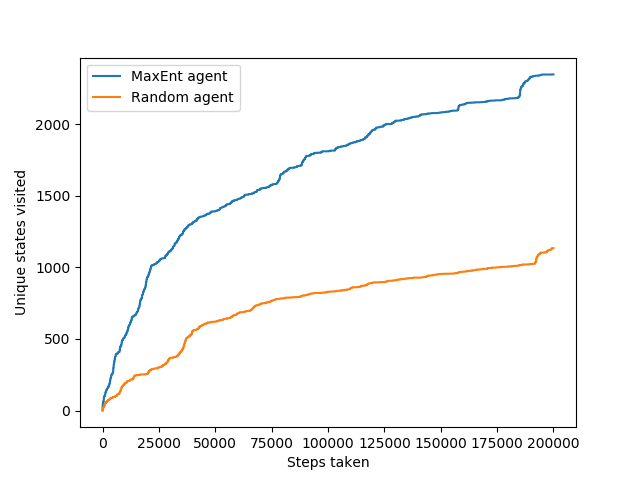 MaxEnt agent
Random agent
Unique states visited
2000
1500
1000
500
0
0 25000 50000 75000 100000 125000 150000 175000 200000
Steps taken